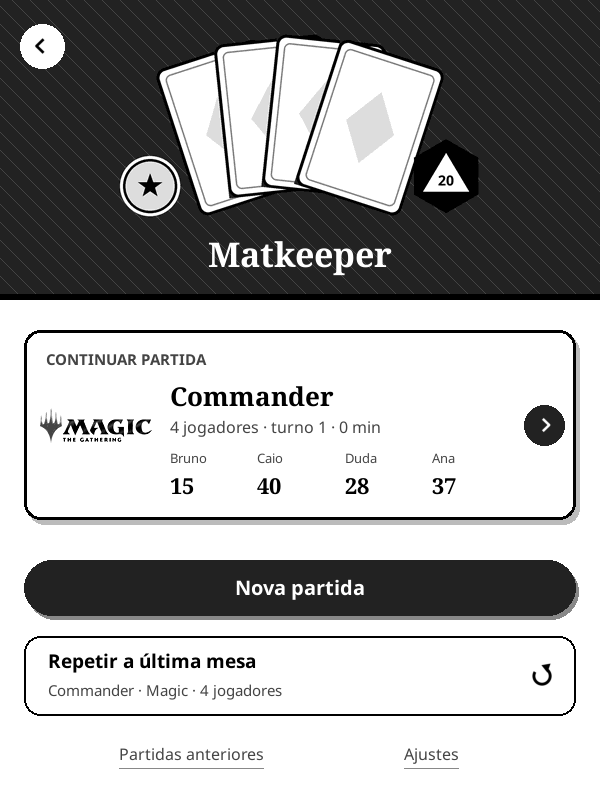 20
Matkeeper
CONTINUAR PARTIDA
Commander
MAGIC
THE GATHERING
4 jogadores · turno 1 · 0 min
Bruno Caio Duda Ana
15 40 28 37
Nova partida
Repetir a última mesa
Commander · Magic · 4 jogadores
Partidas anteriores Ajustes